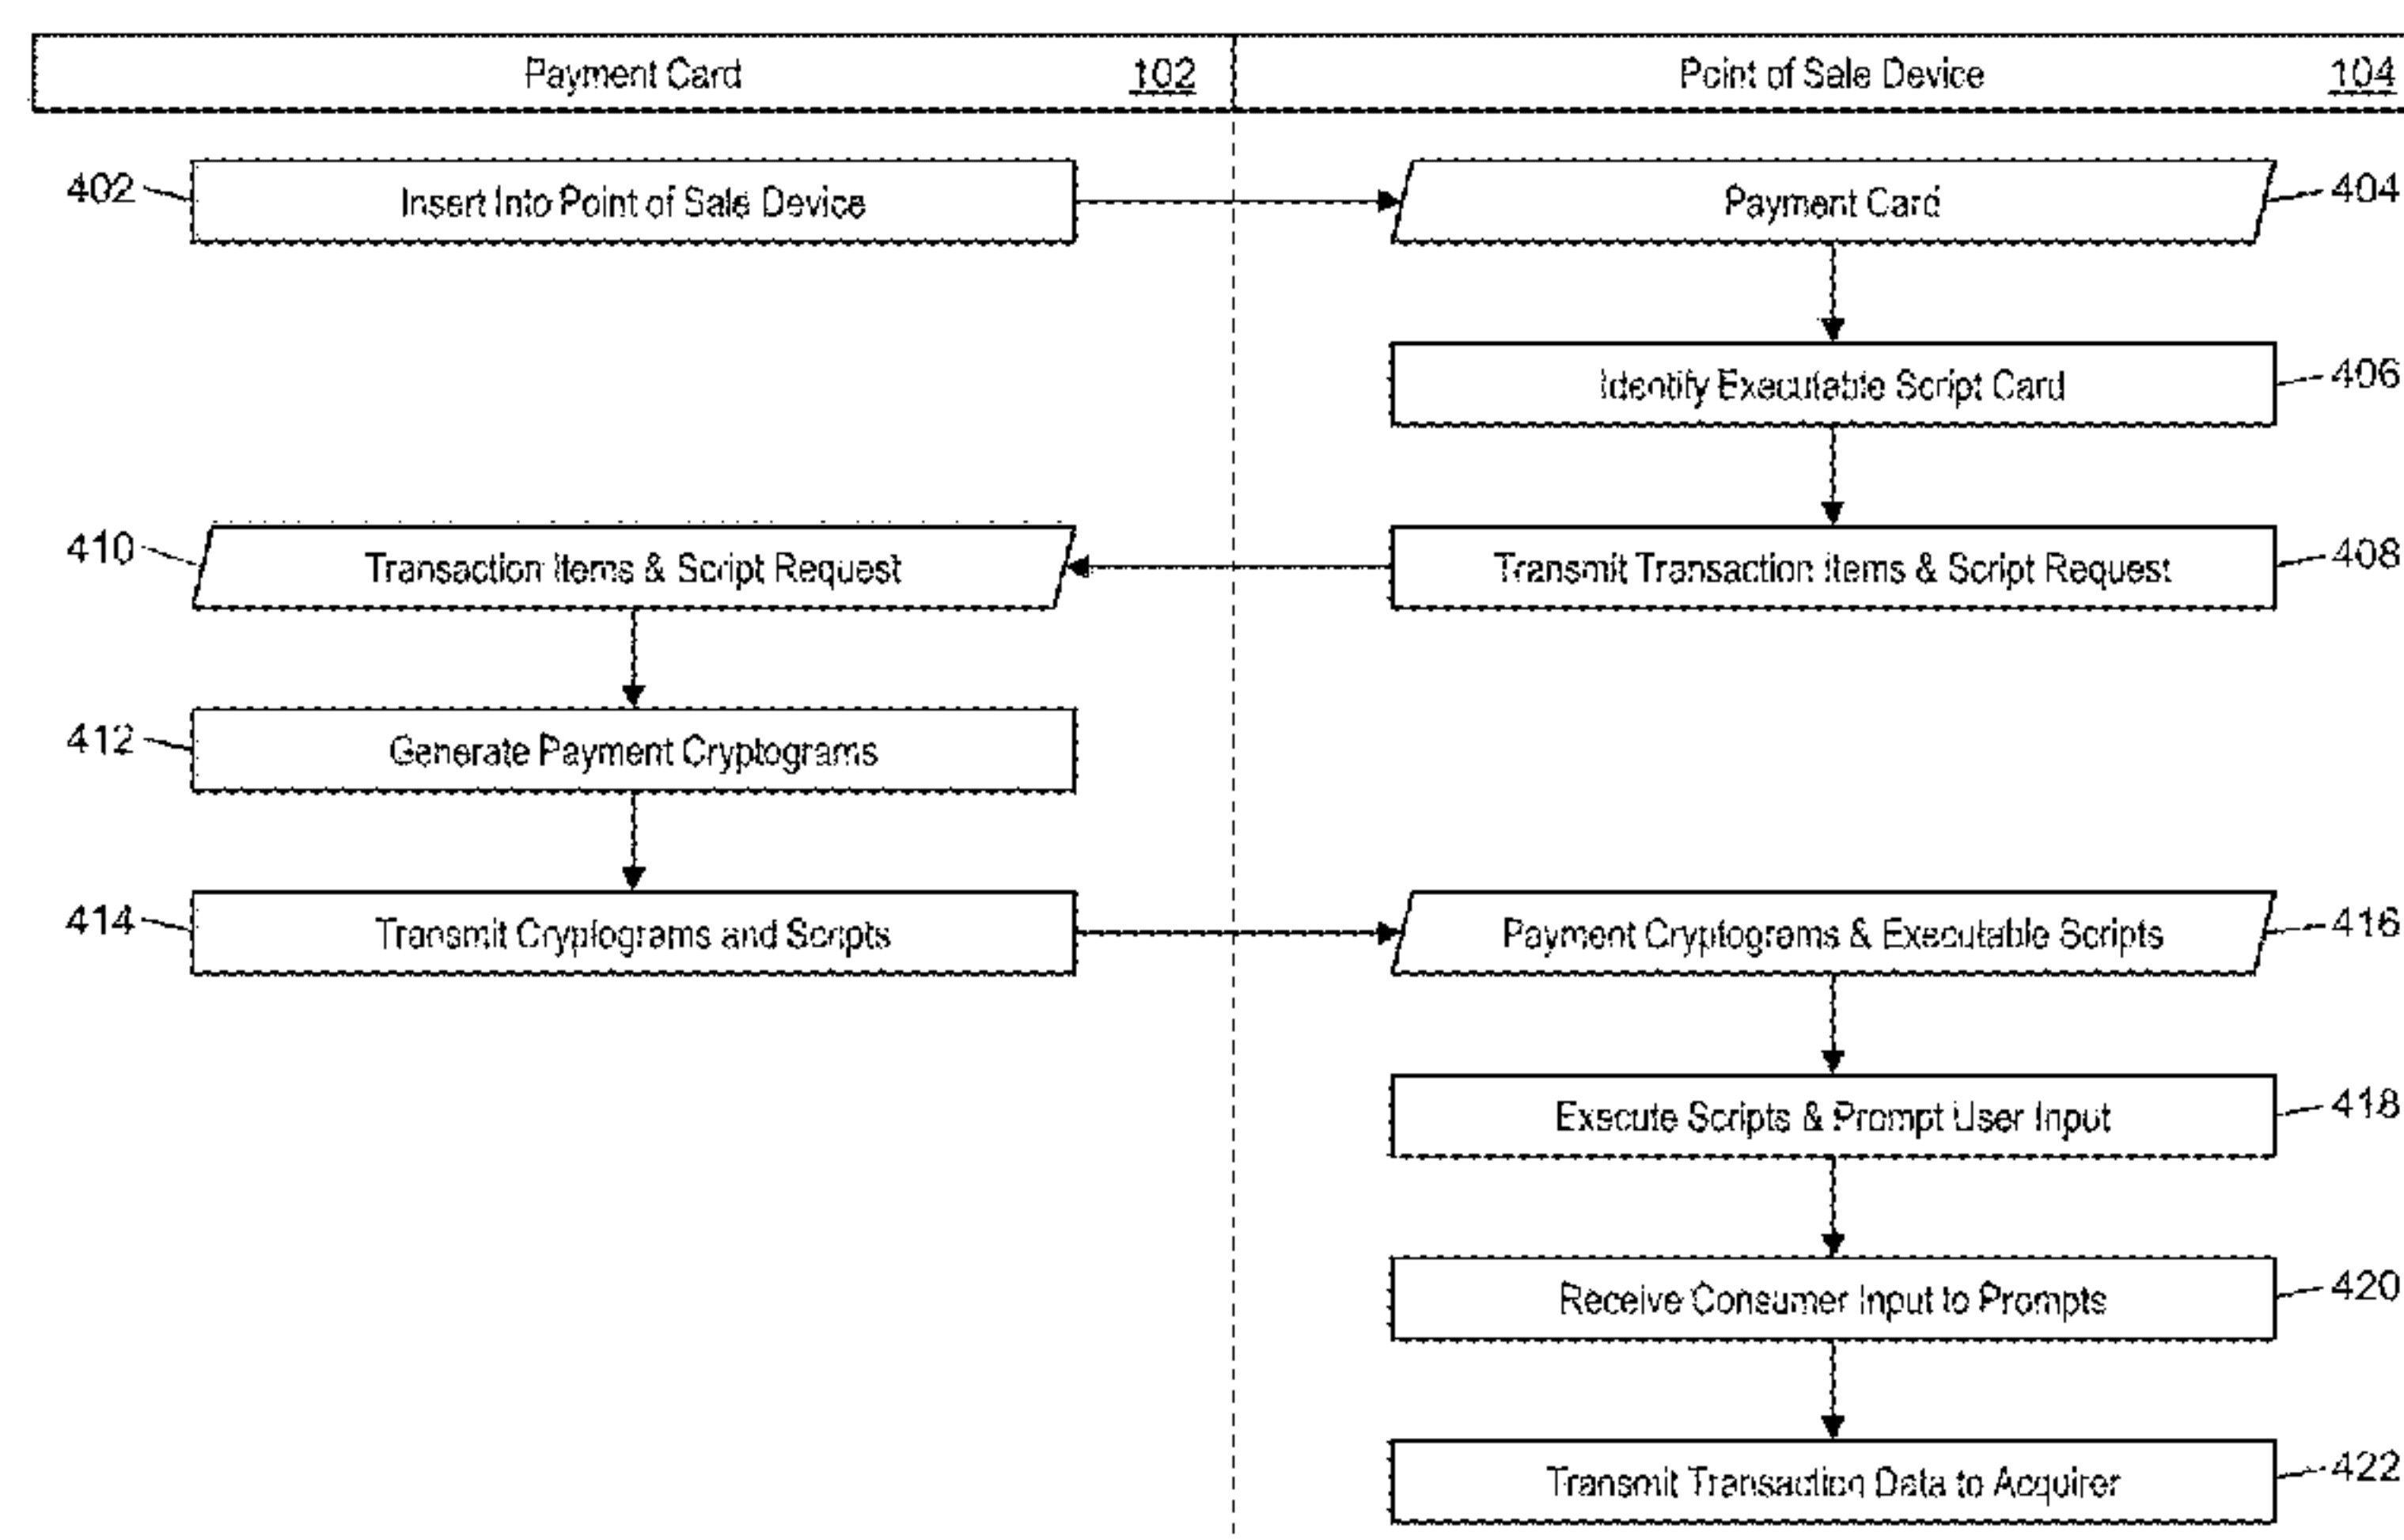 Payment Card 102 Point of Sale Device 104
402 Insert Into Point of Sale Device Payment Card 404
Identify Executable Script Card 406
410 Transaction Items & Script Request Transmit Transaction Items & Script Request 408
412 Generate Payment Cryptograms
414 Transmit Cryptograms and Scripts Payment Cryptograms & Executable Scripts 416
Execute Scripts & Prompt User Input 418
Receive Consumer Input to Prompts 420
Transmit Transaction Data to Acquirer 422